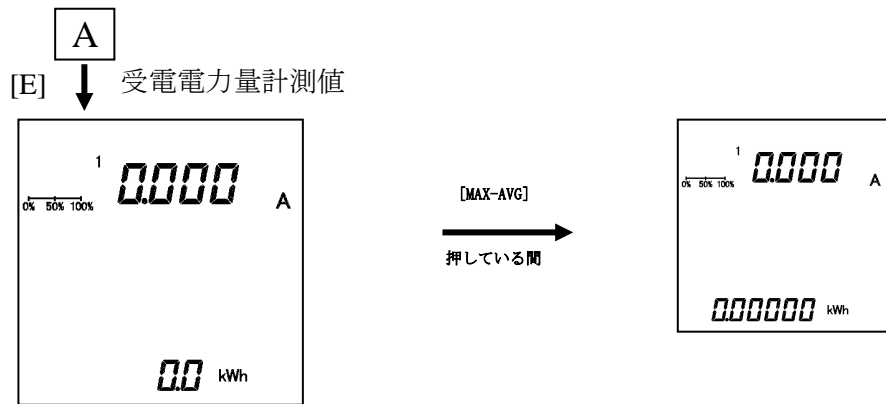 A
[E] 受電電力量計測値
1
0.000 A
0% 50% 100%
0.0 kWh
[MAX-AVG]
押している間
1
0.000 A
0% 50% 100%
0.00000 kWh